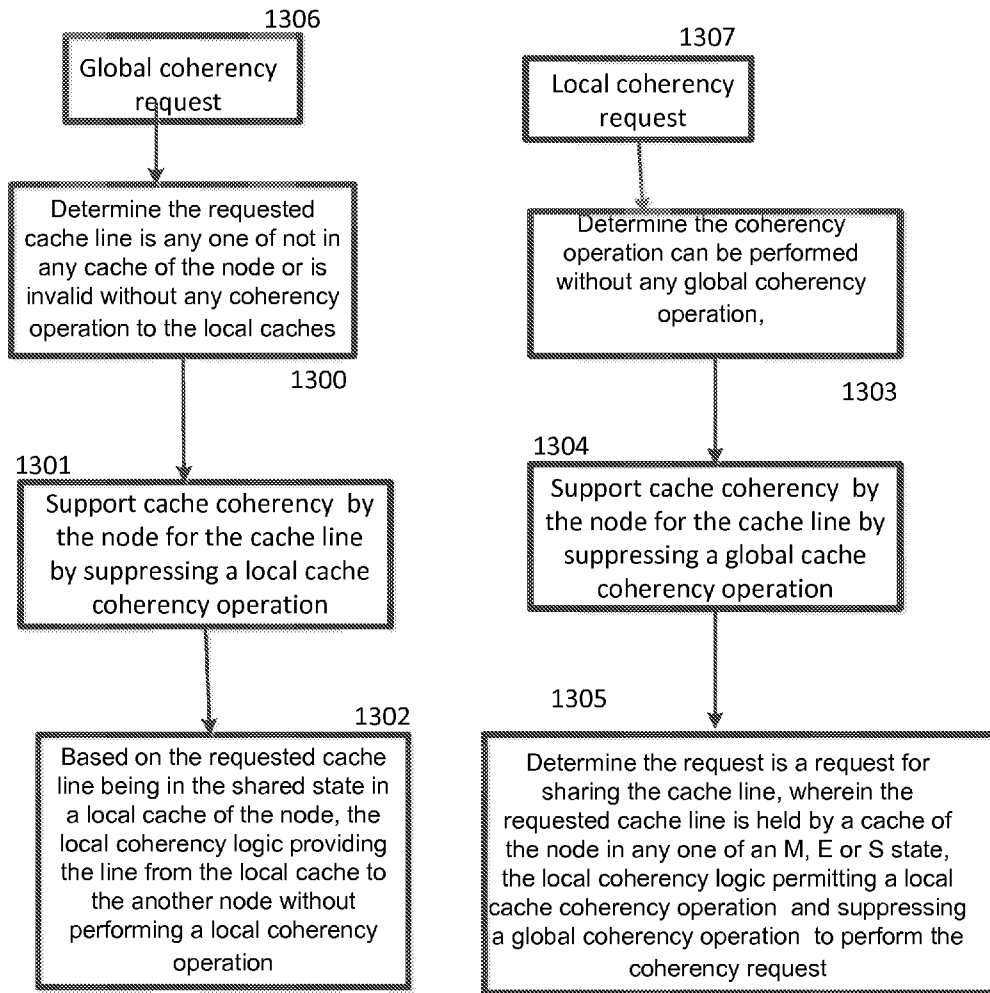 1306
Global coherency
request
Determine the requested
cache line is any one of not in
any cache of the node or is
invalid without any coherency
operation to the local caches
1300
1301
Support cache coherency by
the node for the cache line
by suppressing a local cache
coherency operation
1302
Based on the requested cache
line being in the shared state in
a local cache of the node, the
local coherency logic providing
the line from the local cache to
the another node without
performing a local coherency
operation
1307
Local coherency
request
Determine the coherency
operation can be performed
without any global coherency
operation,
1303
1304
Support cache coherency by
the node for the cache line by
suppressing a global cache
coherency operation
1305
Determine the request is a request for
sharing the cache line, wherein the
requested cache line is held by a cache of
the node in any one of an M, E or S state,
the local coherency logic permitting a local
cache coherency operation and suppressing
a global coherency operation to perform the
coherency request